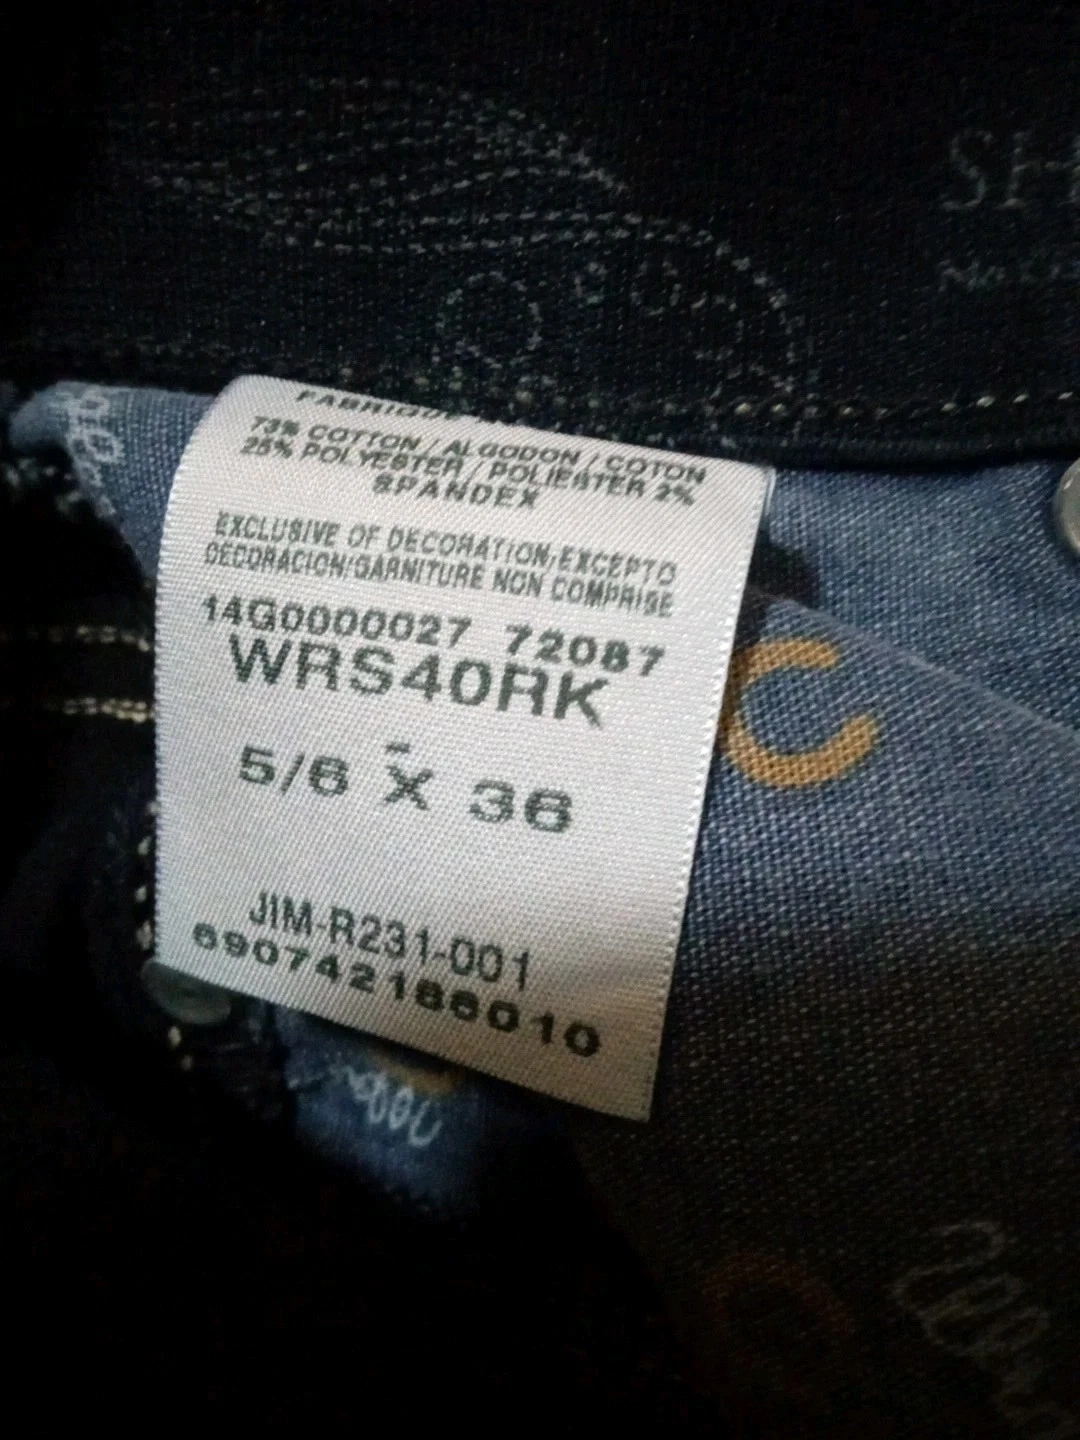 73% COTTON / ALGODON / COTON
25% POLYESTER / POLIESTER 2%
SPANDEX
EXCLUSIVE OF DECORATION/EXCEPTO
DECORACION/GARNITURE NON COMPRISE
14G0000027 72087
WRS40RK
-
5/6 X 36
JIM-R231-001
690742186010
C